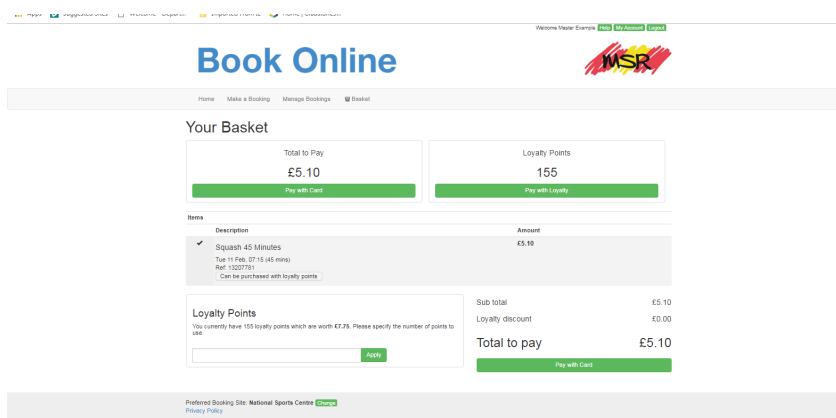 Apps Suggested Sites Welcome
Welcome Master Example Help My Account Logout
Book Online
MSR
Home Make a Booking Manage Bookings Basket
Your Basket
Total to Pay
£5.10
Pay with Card
Loyalty Points
155
Pay with Loyalty
Items
Description Amount
Squash 45 Minutes £5.10
Tue 11 Feb, 07:15 (45 mins)
Ref: 13207781
Can be purchased with loyalty points
Loyalty Points
You currently have 155 loyalty points which are worth £7.75. Please specify the number of points to
use.
Apply
Sub total £5.10
Loyalty discount £0.00
Total to pay £5.10
Pay with Card
Preferred Booking Site: National Sports Centre Change
Privacy Policy